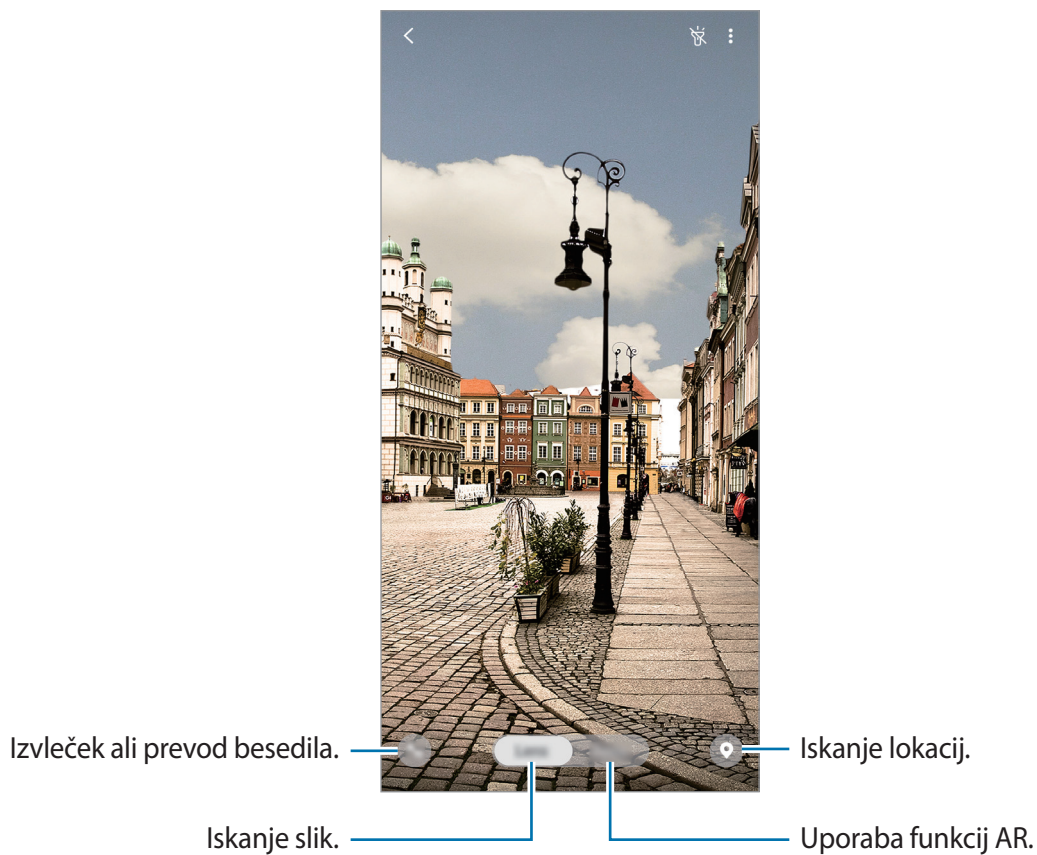 Izvleček ali prevod besedila.
Iskanje lokacij.
Iskanje slik.
Uporaba funkcij AR.